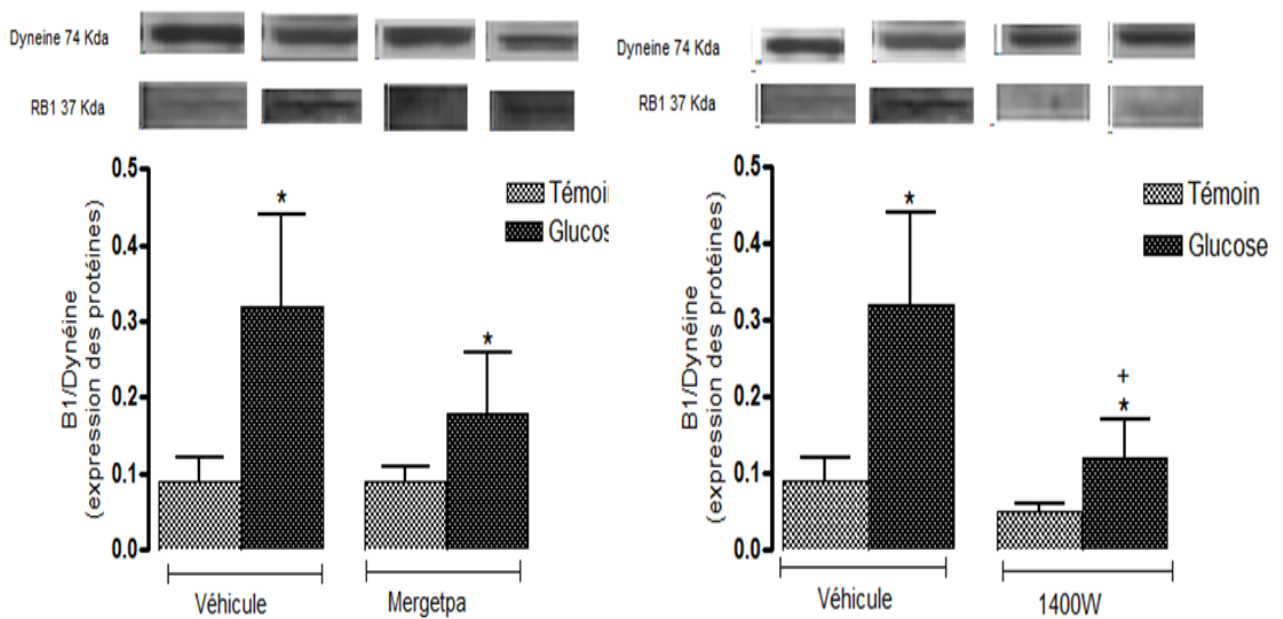 Dyneine 74 Kda
RB1 37 Kda
0.5
0.4
0.3
0.2
0.1
0.0
B1/Dynéine
(expression des protéines)
*
*
Témoi
Glucos
Véhicule
Mergetpa
Dyneine 74 Kda
RB1 37 Kda
0.5
0.4
0.3
0.2
0.1
0.0
B1/Dynéine
(expression des protéines)
*
+
*
Témoin
Glucose
Véhicule
1400W